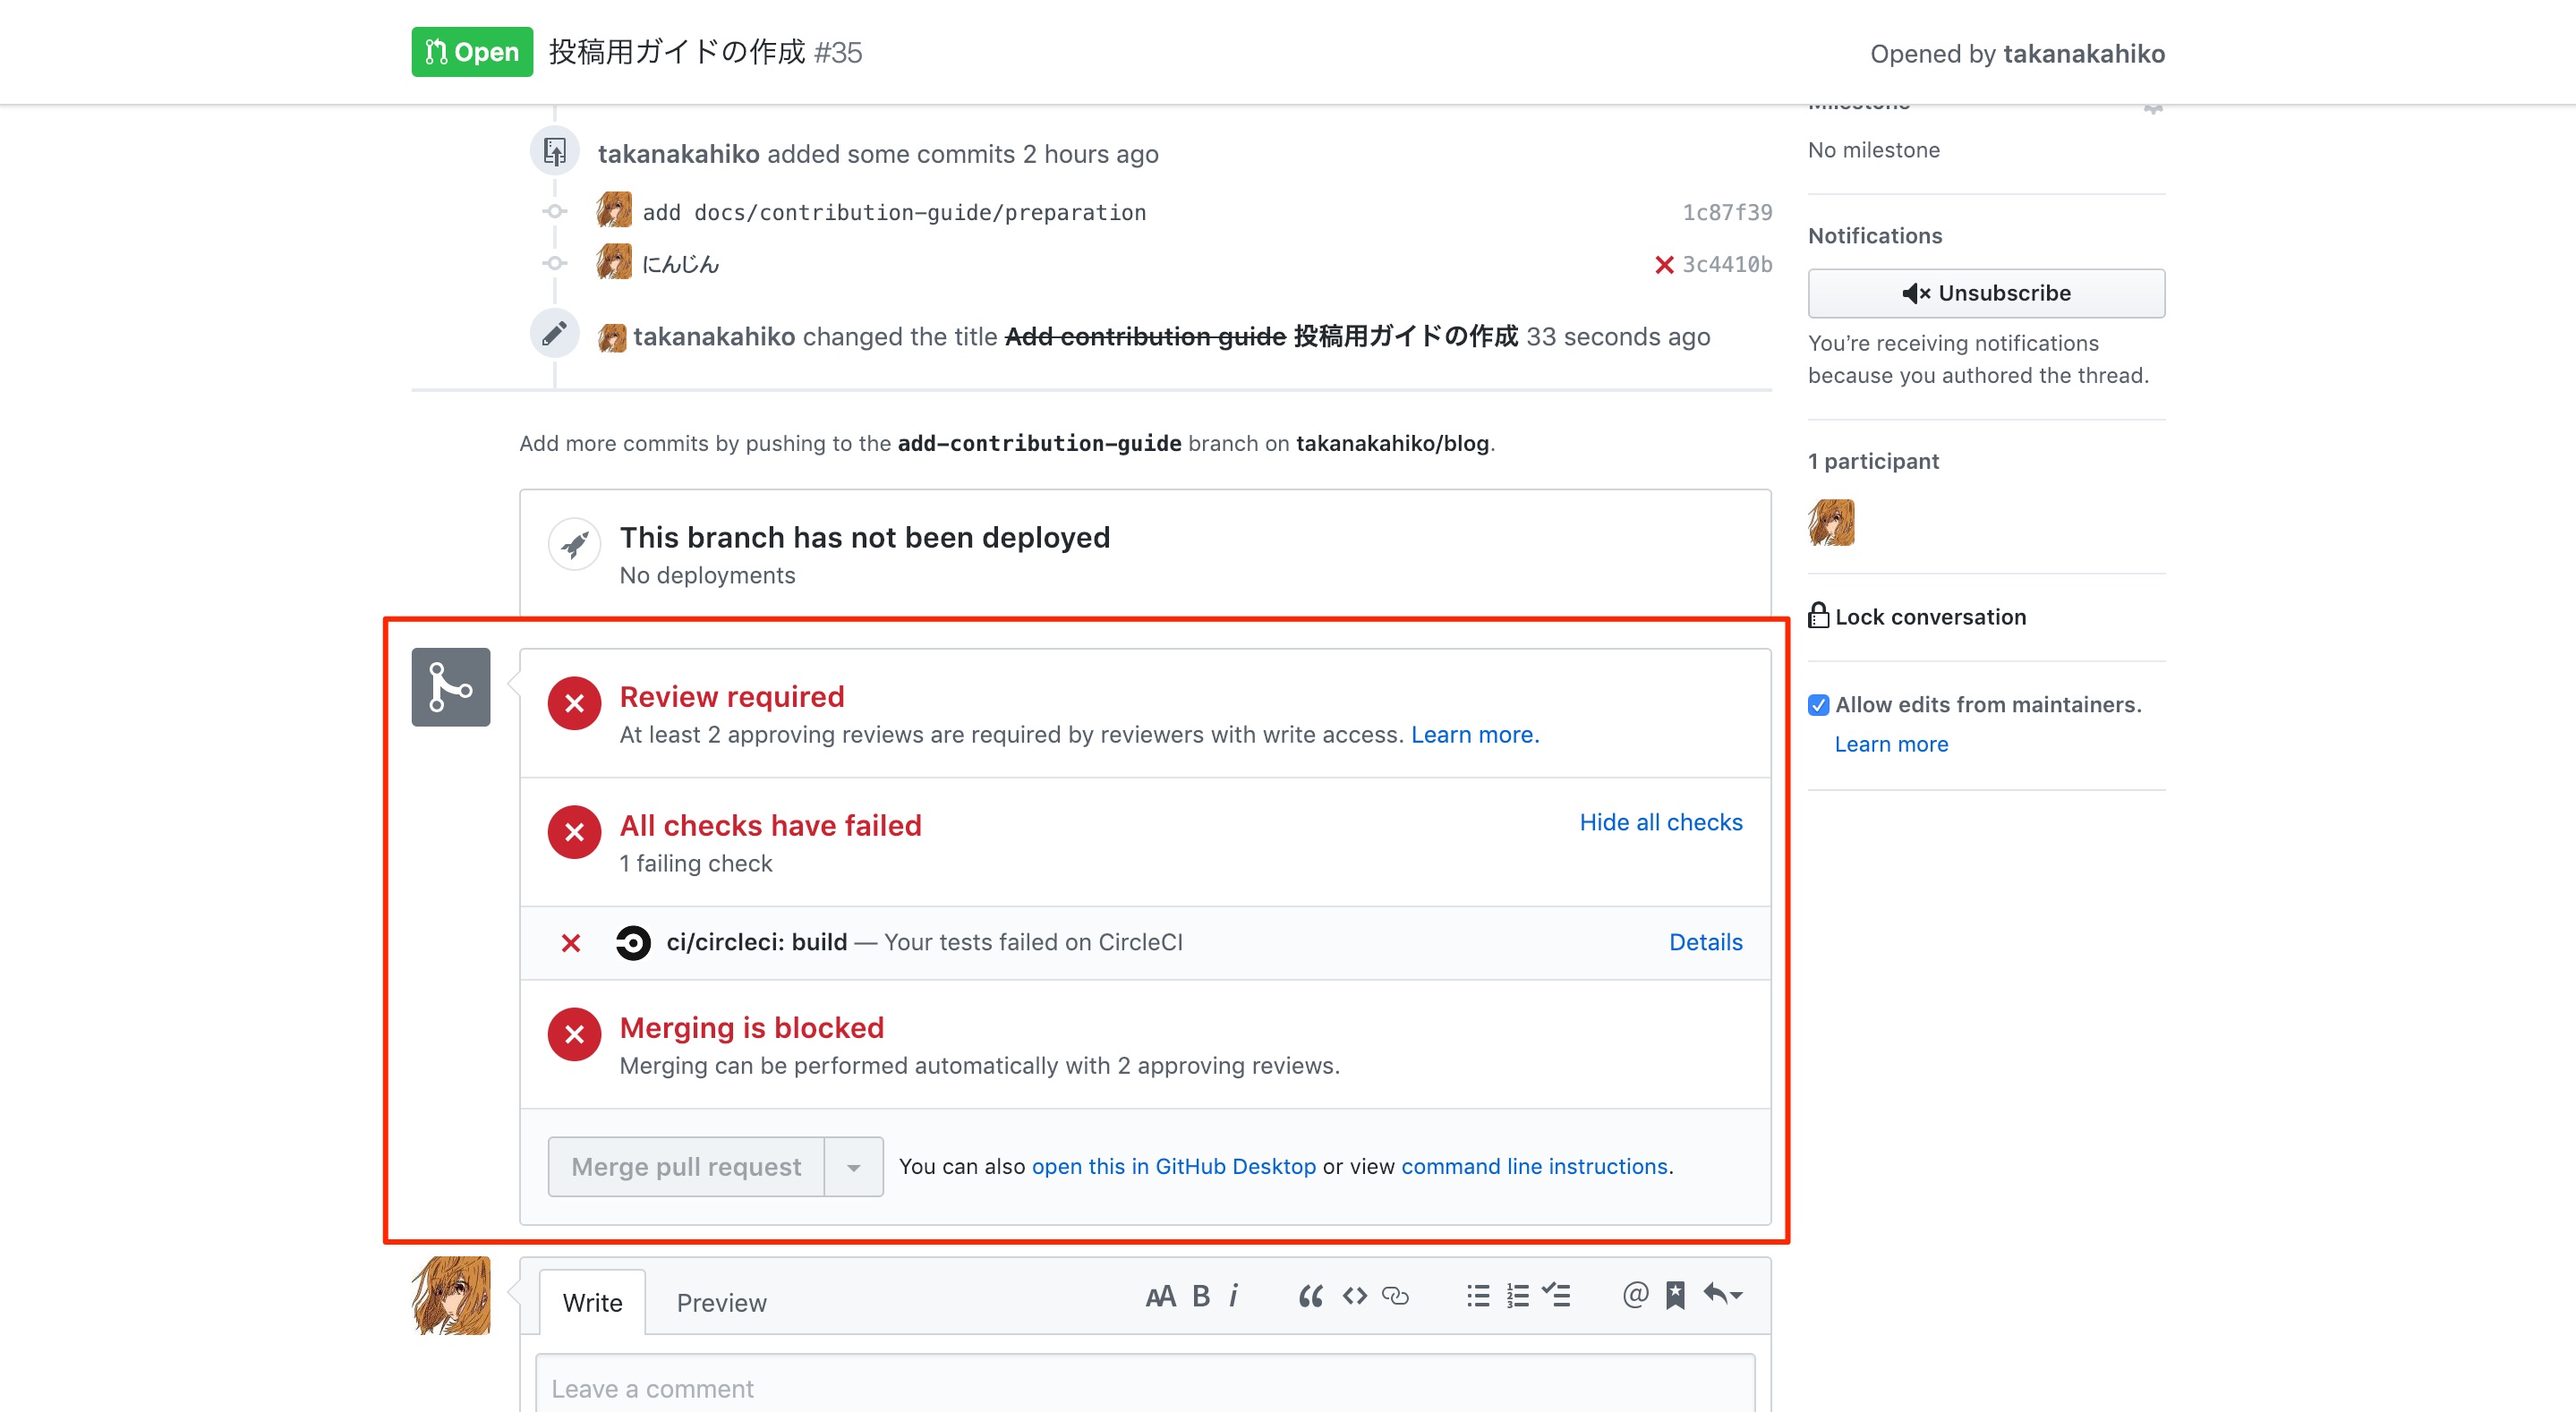 Open 投稿用ガイドの作成 #35
Opened by takanakahiko
Milestone
No milestone
takanakahiko added some commits 2 hours ago
add docs/contribution-guide/preparation 1c87f39
にんじん 3c4410b
takanakahiko changed the title Add contribution guide 投稿用ガイドの作成 33 seconds ago
Notifications
Unsubscribe
You're receiving notifications
because you authored the thread.
Add more commits by pushing to the add-contribution-guide branch on takanakahiko/blog.
1 participant
This branch has not been deployed
No deployments
Lock conversation
Allow edits from maintainers.
Learn more
Review required
At least 2 approving reviews are required by reviewers with write access. Learn more.
All checks have failed
Hide all checks
1 failing check
ci/circleci: build — Your tests failed on CircleCI
Details
Merging is blocked
Merging can be performed automatically with 2 approving reviews.
Merge pull request
You can also open this in GitHub Desktop or view command line instructions.
Write
Preview
Leave a comment